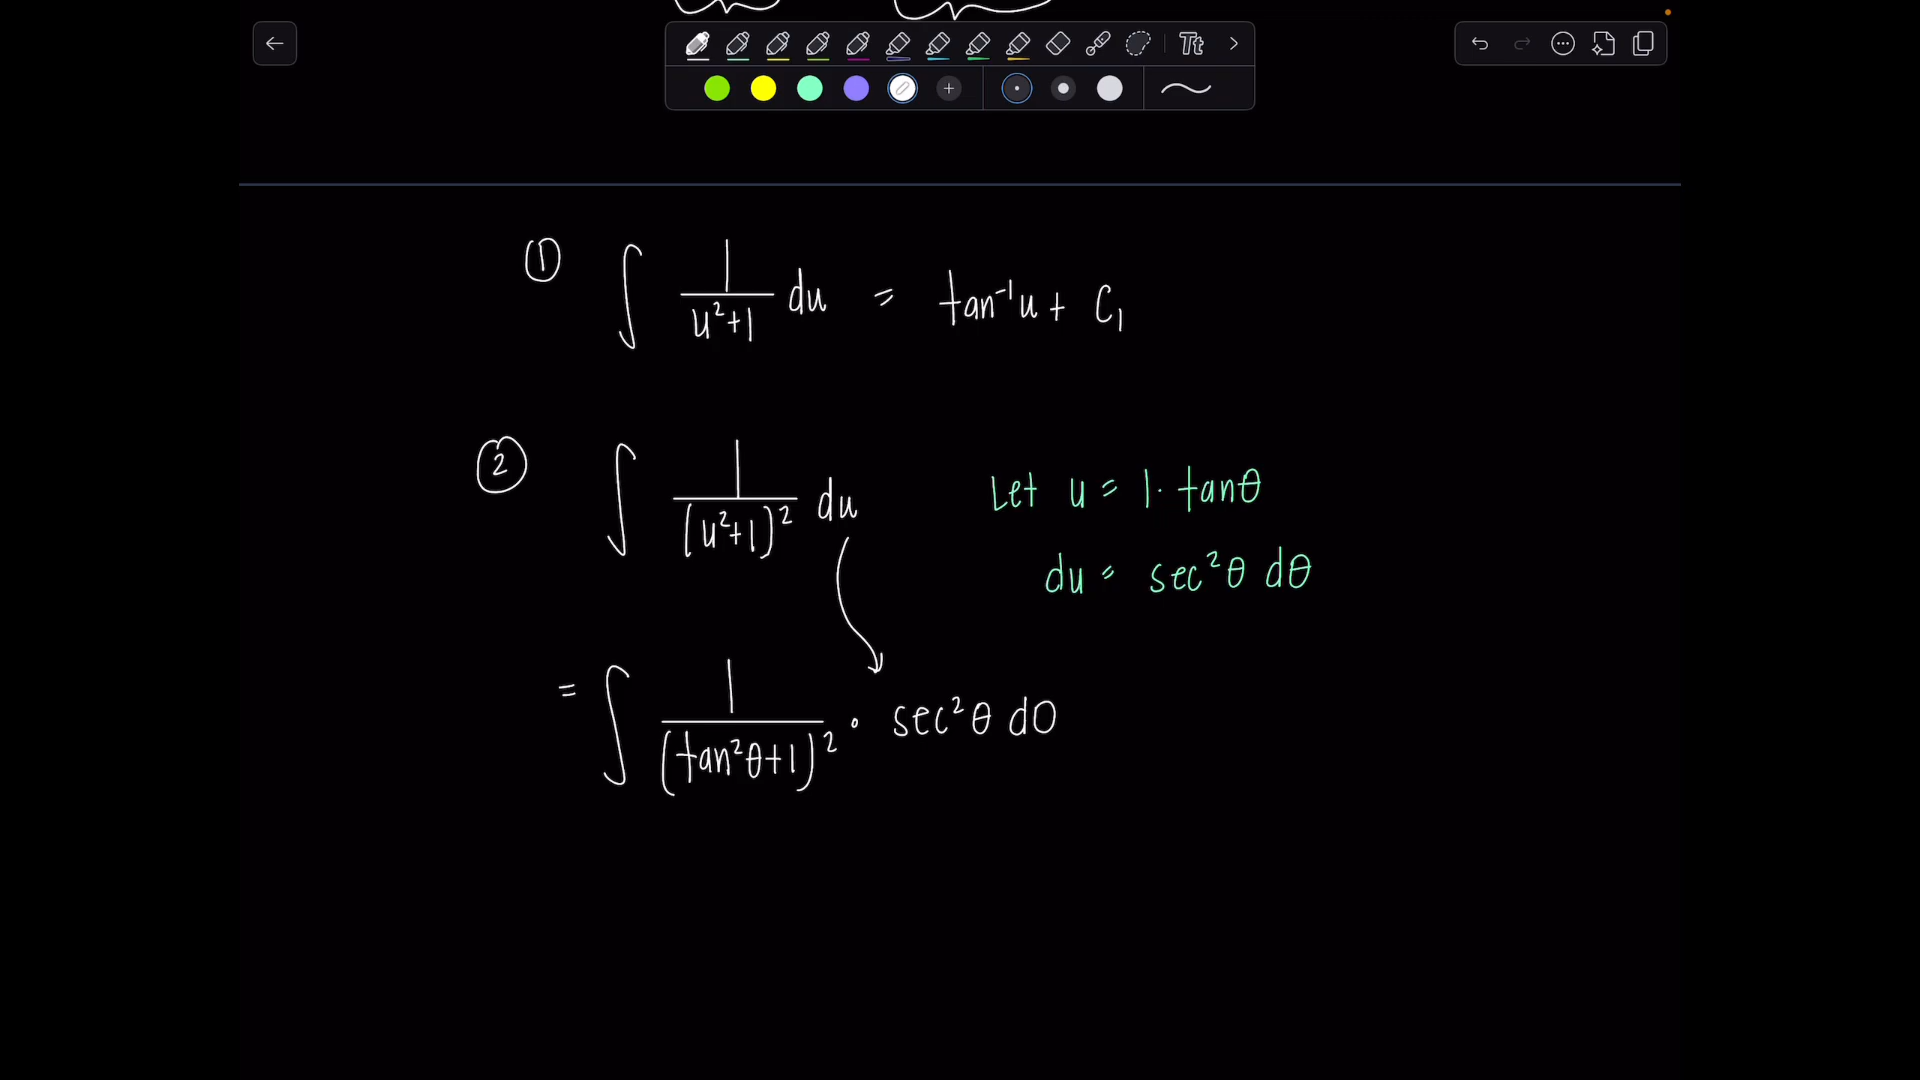 Tt
① ∫ 1/(u²+1) du = tan⁻¹u + C₁
② ∫ 1/(u²+1)² du
Let u = 1 · tanθ
du = sec²θ dθ
= ∫ 1/(tan²θ+1)² · sec²θ dθ